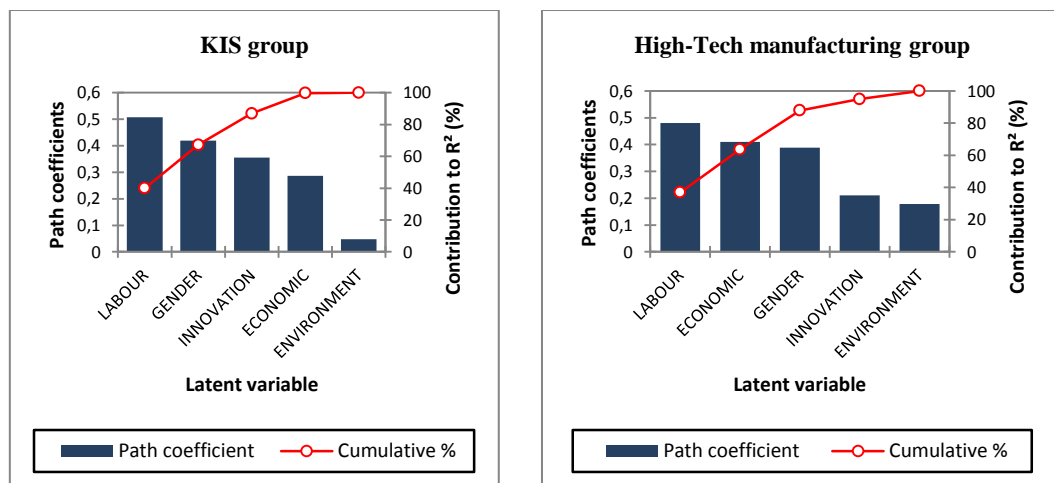 KIS group
Path coefficients
0,6
0,5
0,4
0,3
0,2
0,1
0
100
80
60
40
20
0
Contribution to R² (%)
LABOUR
GENDER
INNOVATION
ECONOMIC
ENVIRONMENT
Latent variable
Path coefficient
Cumulative %
High-Tech manufacturing group
Path coefficients
0,6
0,5
0,4
0,3
0,2
0,1
0
100
80
60
40
20
0
Contribution to R² (%)
LABOUR
ECONOMIC
GENDER
INNOVATION
ENVIRONMENT
Latent variable
Path coefficient
Cumulative %